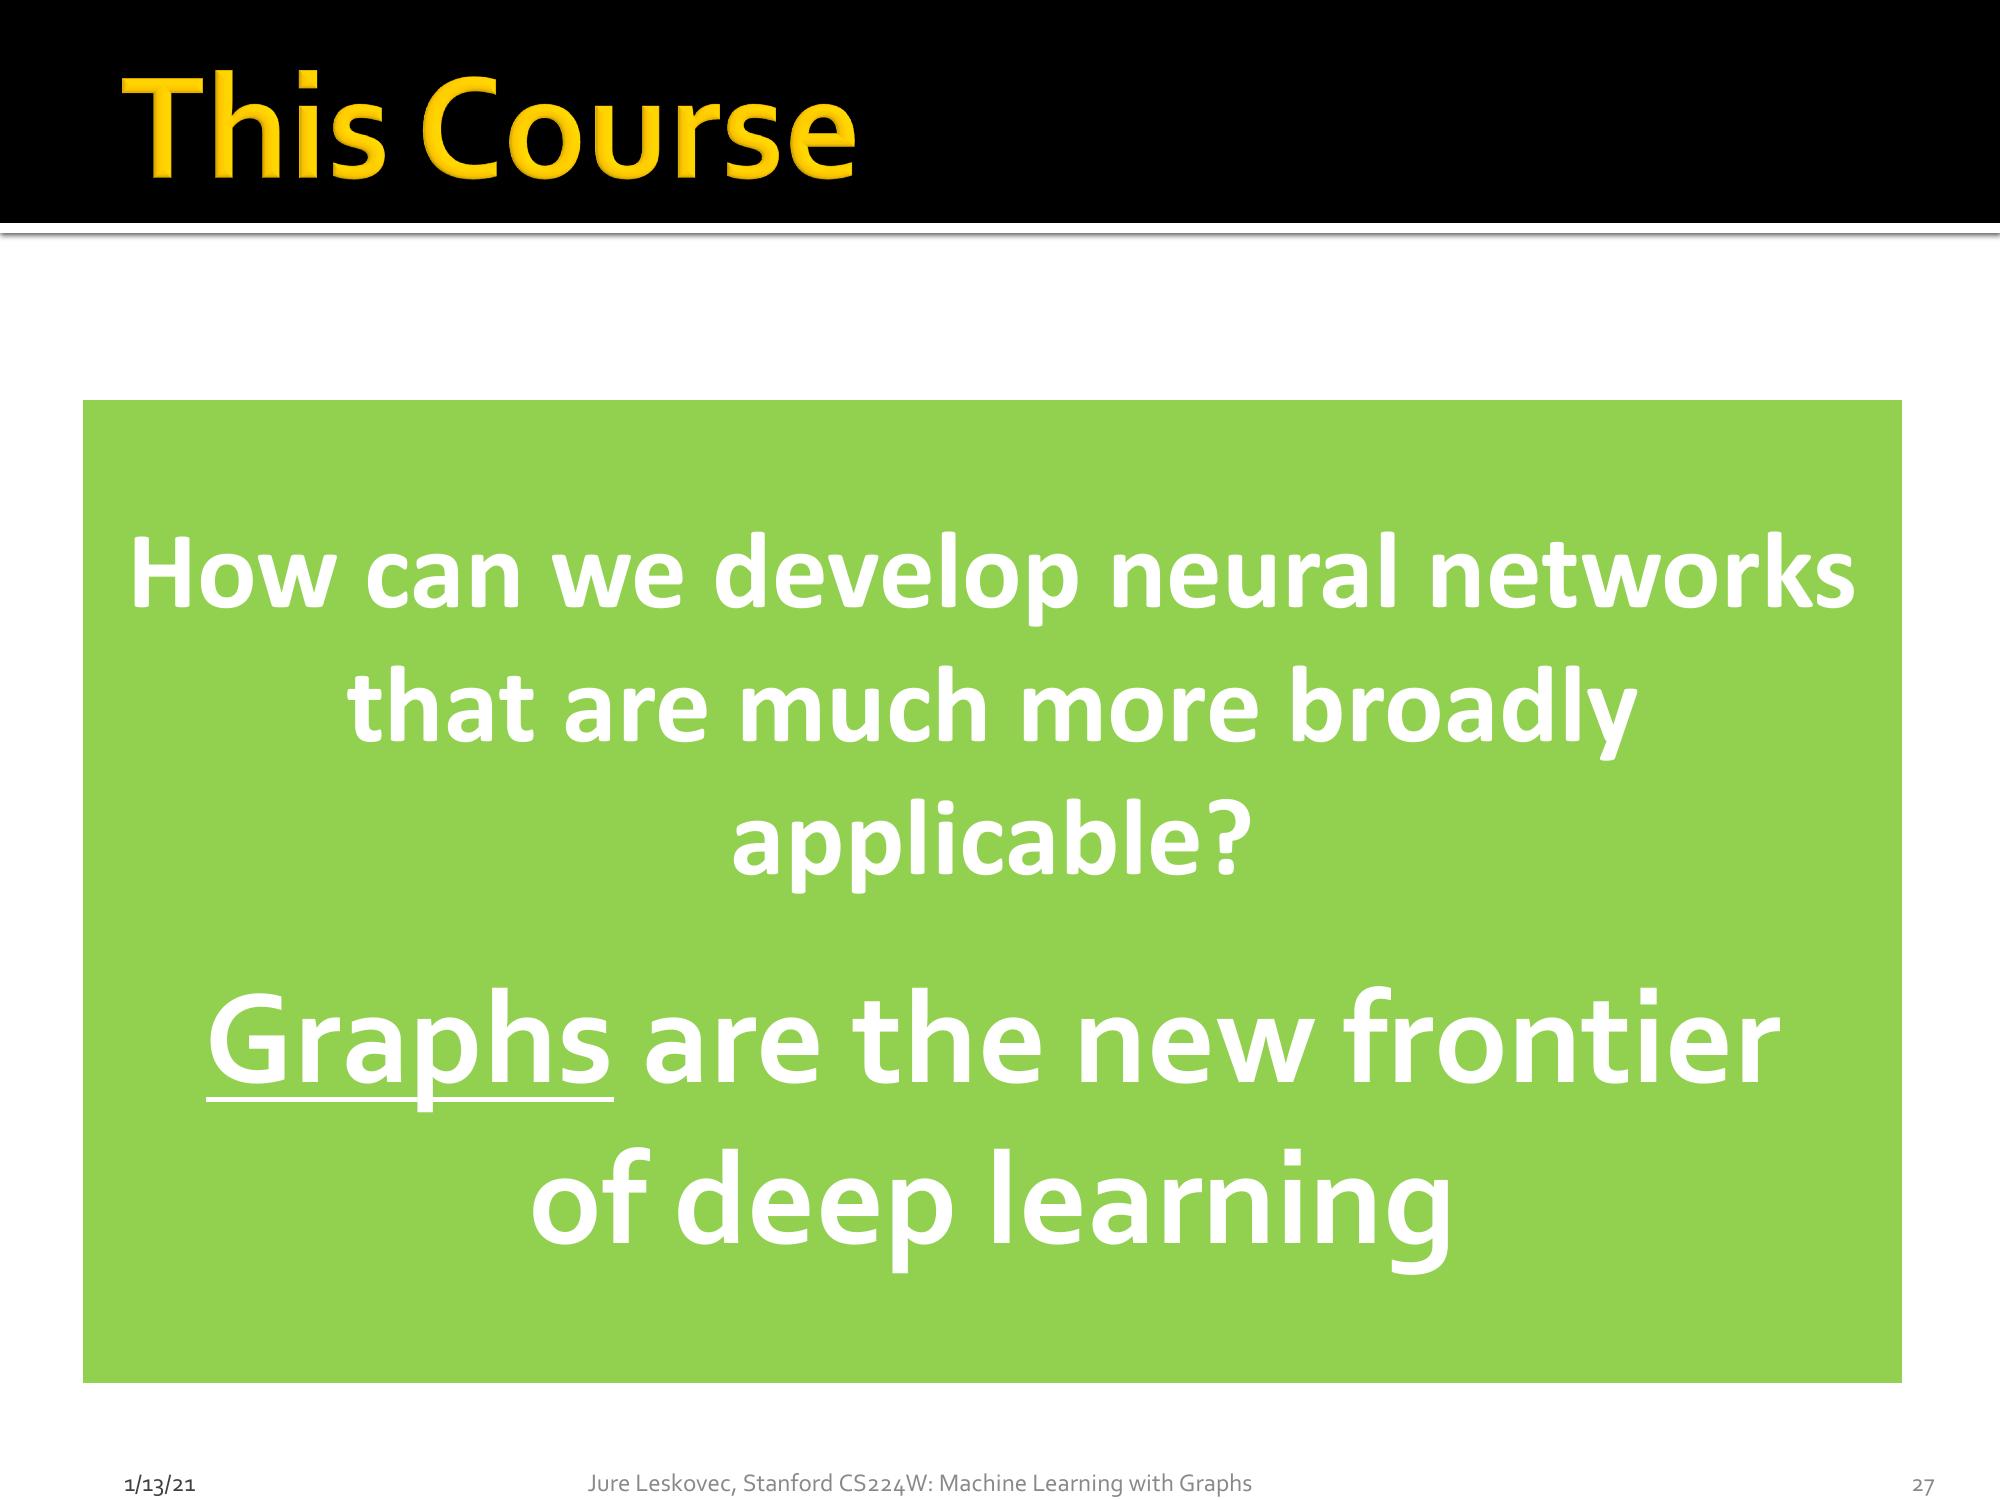 This Course
How can we develop neural networks
that are much more broadly
applicable?
Graphs are the new frontier
of deep learning
1/13/21
Jure Leskovec, Stanford CS224W: Machine Learning with Graphs
27